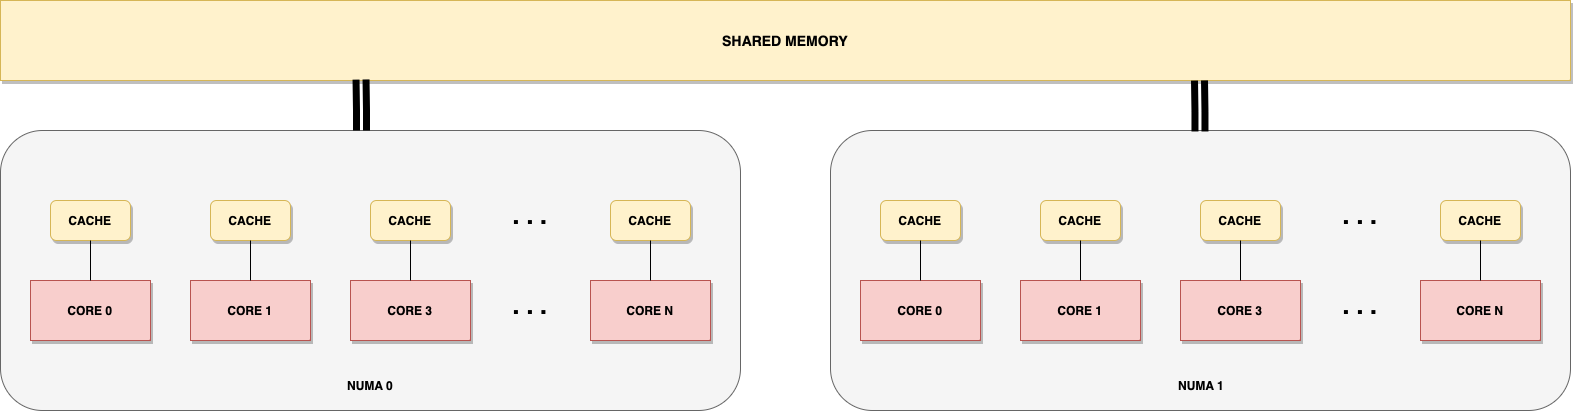 SHARED MEMORY
CACHE CACHE CACHE ... CACHE
CORE 0 CORE 1 CORE 3 ... CORE N
NUMA 0
CACHE CACHE CACHE ... CACHE
CORE 0 CORE 1 CORE 3 ... CORE N
NUMA 1